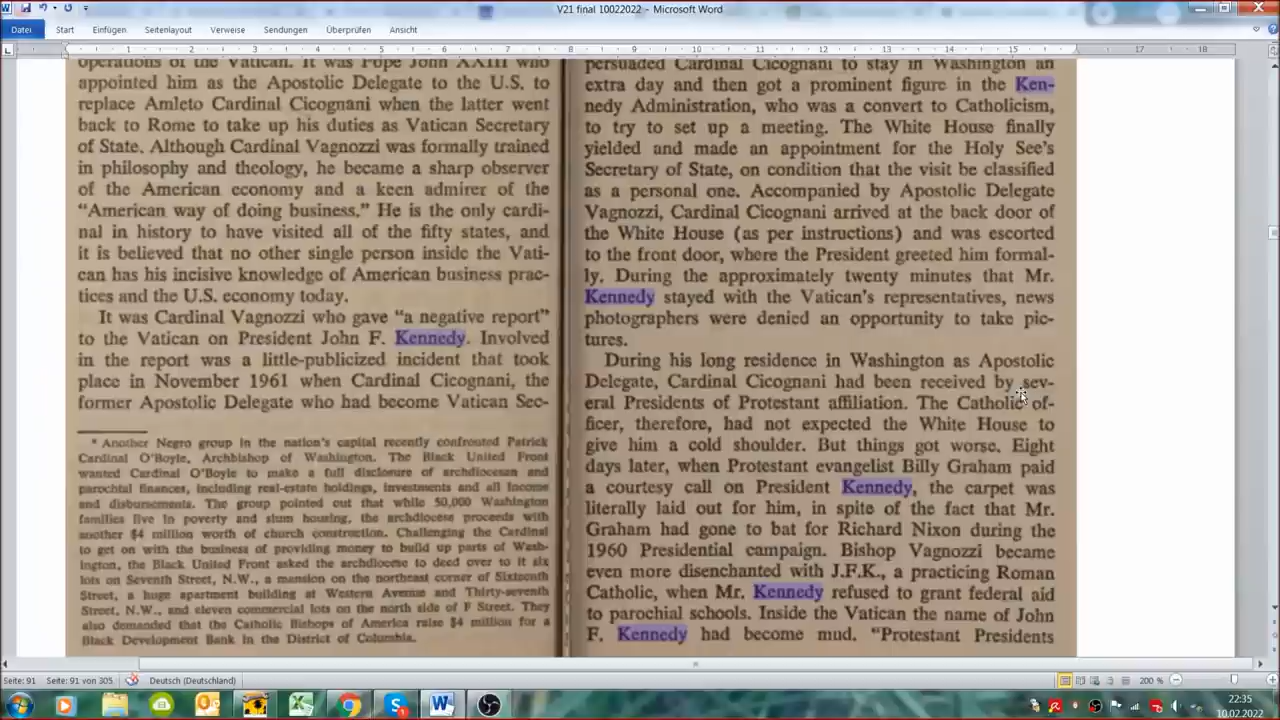 V21 final 10022022 – Microsoft Word
Datei Start Einfügen Seitenlayout Verweise Sendungen Überprüfen Ansicht
1 2 3 4 5 6 7 8 9 10 11 12 13 14 15 17 18
operations of the Vatican. It was Pope John XXIII who
appointed him as the Apostolic Delegate to the U.S. to
replace Amleto Cardinal Cicognani when the latter went
back to Rome to take up his duties as Vatican Secretary
of State. Although Cardinal Vagnozzi was formally trained
in philosophy and theology, he became a sharp observer
of the American economy and a keen admirer of the
“American way of doing business.” He is the only cardi-
nal in history to have visited all of the fifty states, and
it is believed that no other single person inside the Vati-
can has his incisive knowledge of American business prac-
tices and the U.S. economy today.
It was Cardinal Vagnozzi who gave “a negative report”
to the Vatican on President John F. Kennedy. Involved
in the report was a little-publicized incident that took
place in November 1961 when Cardinal Cicognani, the
former Apostolic Delegate who had become Vatican Sec-
* Another Negro group in the nation's capital recently confronted Patrick
Cardinal O'Boyle, Archbishop of Washington. The Black United Front
wanted Cardinal O'Boyle to make a full disclosure of archdiocesan and
parochial finances, including real-estate holdings, investments and all income
and disbursements. The group pointed out that while 50,000 Washington
families live in poverty and slum housing, the archdiocese proceeds with
another $4 million worth of church construction. Challenging the Cardinal
to get on with the business of providing money to build up parts of Wash-
ington, the Black United Front asked the archdiocese to deed over to it six
lots on Seventh Street, N.W., a mansion on the northeast corner of Sixteenth
Street, a huge apartment building at Western Avenue and Thirty-seventh
Street, N.W., and eleven commercial lots on the north side of F Street. They
also demanded that the Catholic Bishops of America raise $4 million for a
Black Development Bank in the District of Columbia.
persuaded Cardinal Cicognani to stay in Washington an
extra day and then got a prominent figure in the Ken-
nedy Administration, who was a convert to Catholicism,
to try to set up a meeting. The White House finally
yielded and made an appointment for the Holy See's
Secretary of State, on condition that the visit be classified
as a personal one. Accompanied by Apostolic Delegate
Vagnozzi, Cardinal Cicognani arrived at the back door of
the White House (as per instructions) and was escorted
to the front door, where the President greeted him formal-
ly. During the approximately twenty minutes that Mr.
Kennedy stayed with the Vatican's representatives, news
photographers were denied an opportunity to take pic-
tures.
During his long residence in Washington as Apostolic
Delegate, Cardinal Cicognani had been received by sev-
eral Presidents of Protestant affiliation. The Catholic of-
ficer, therefore, had not expected the White House to
give him a cold shoulder. But things got worse. Eight
days later, when Protestant evangelist Billy Graham paid
a courtesy call on President Kennedy, the carpet was
literally laid out for him, in spite of the fact that Mr.
Graham had gone to bat for Richard Nixon during the
1960 Presidential campaign. Bishop Vagnozzi became
even more disenchanted with J.F.K., a practicing Roman
Catholic, when Mr. Kennedy refused to grant federal aid
to parochial schools. Inside the Vatican the name of John
F. Kennedy had become mud. “Protestant Presidents
Seite: 91 Seite: 91 von 305 Deutsch (Deutschland) 200 %
22:35
10.02.2022